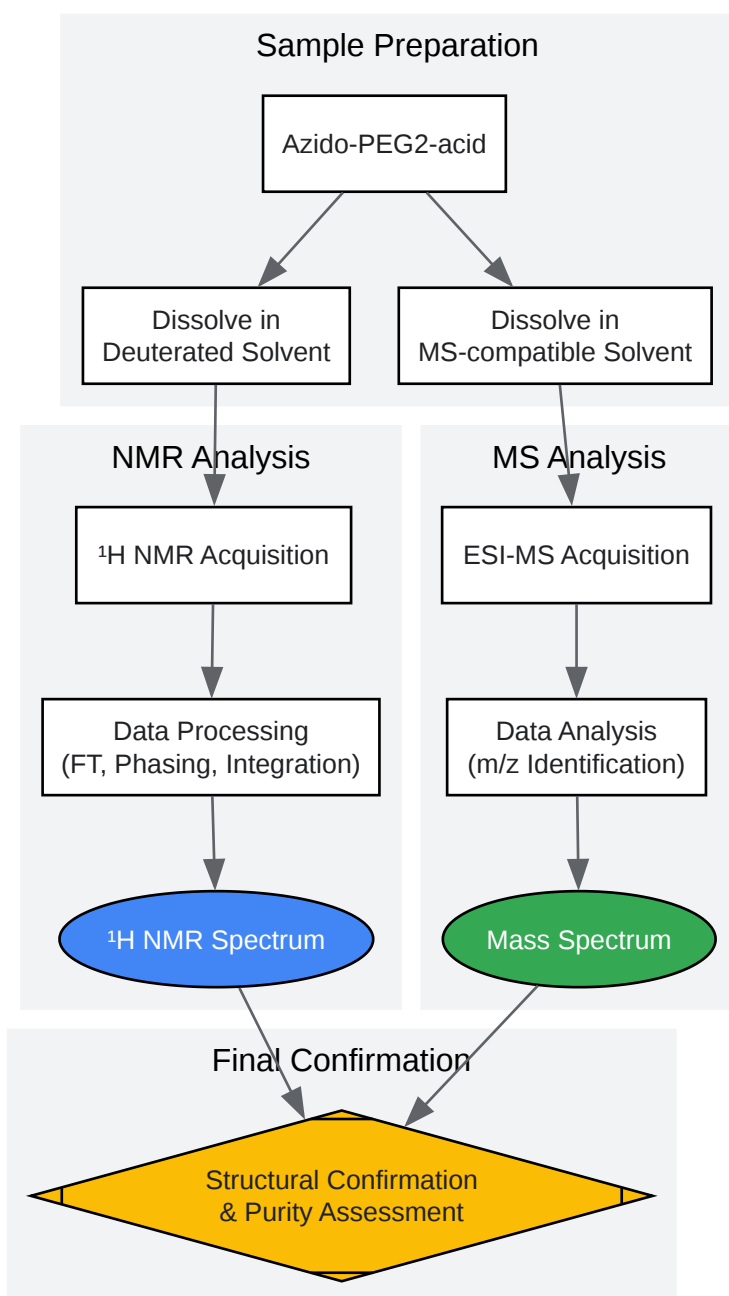 Sample Preparation
Azido-PEG2-acid
Dissolve in
Deuterated Solvent
Dissolve in
MS-compatible Solvent
NMR Analysis
¹H NMR Acquisition
Data Processing
(FT, Phasing, Integration)
¹H NMR Spectrum
MS Analysis
ESI-MS Acquisition
Data Analysis
(m/z Identification)
Mass Spectrum
Final Confirmation
Structural Confirmation
& Purity Assessment